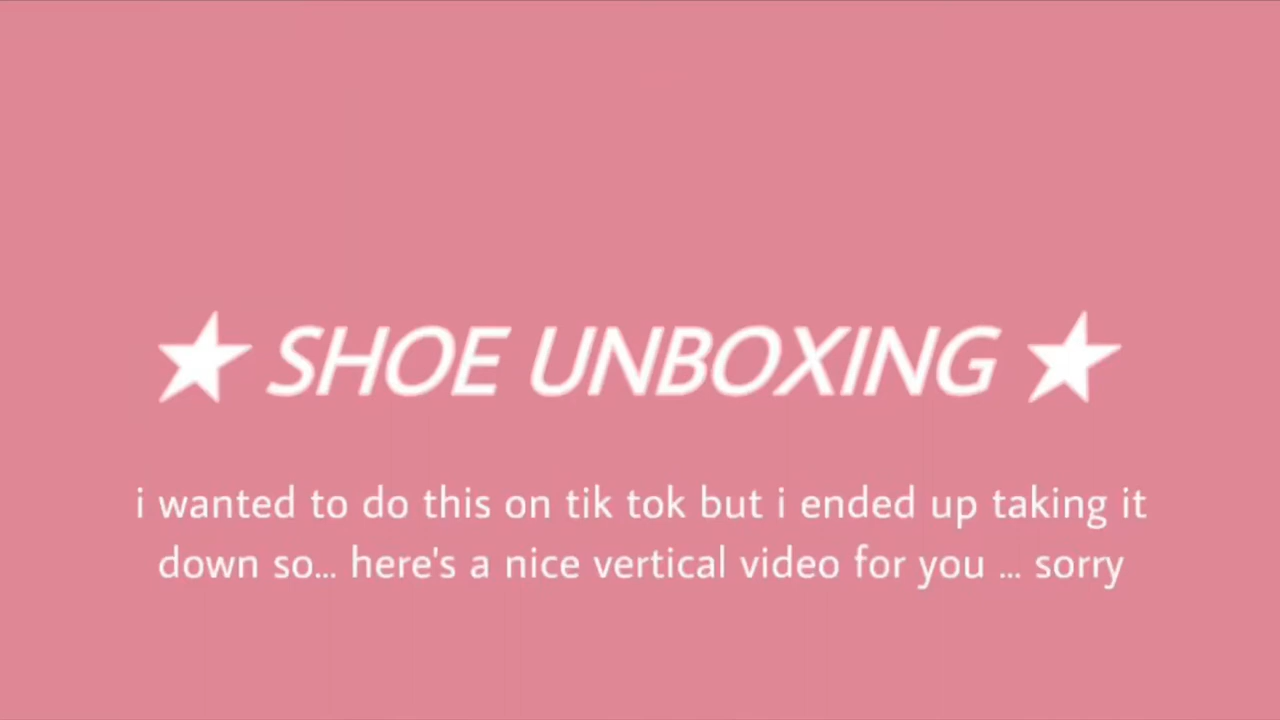 ★ SHOE UNBOXING ★
i wanted to do this on tik tok but i ended up taking it
down so... here's a nice vertical video for you ... sorry